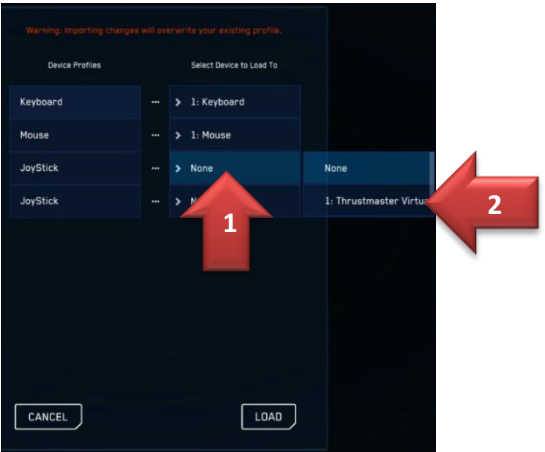 Warning: Importing changes will overwrite your existing profile.
Device Profiles Select Device to Load To
Keyboard ... > 1: Keyboard
Mouse ... > 1: Mouse
JoyStick ... > None None
JoyStick ... > 1: Thrustmaster
1 2
CANCEL LOAD